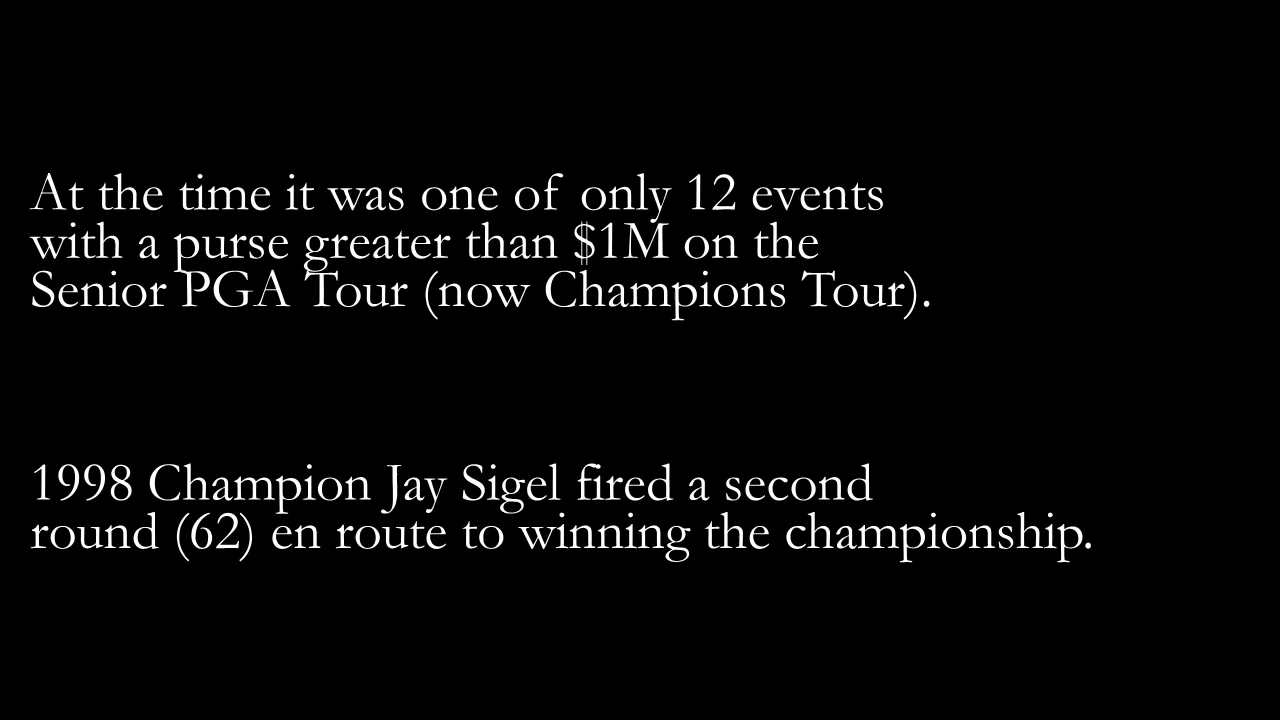 At the time it was one of only 12 events
with a purse greater than $1M on the
Senior PGA Tour (now Champions Tour).
1998 Champion Jay Sigel fired a second
round (62) en route to winning the championship.